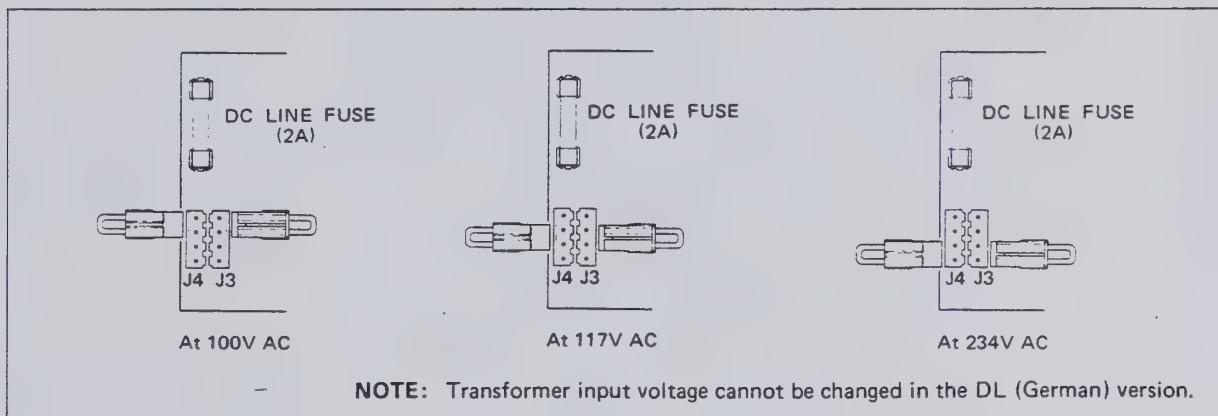 DC LINE FUSE
(2A)
J4 J3
At 100V AC
DC LINE FUSE
(2A)
J4 J3
At 117V AC
DC LINE FUSE
(2A)
J4 J3
At 234V AC
NOTE: Transformer input voltage cannot be changed in the DL (German) version.